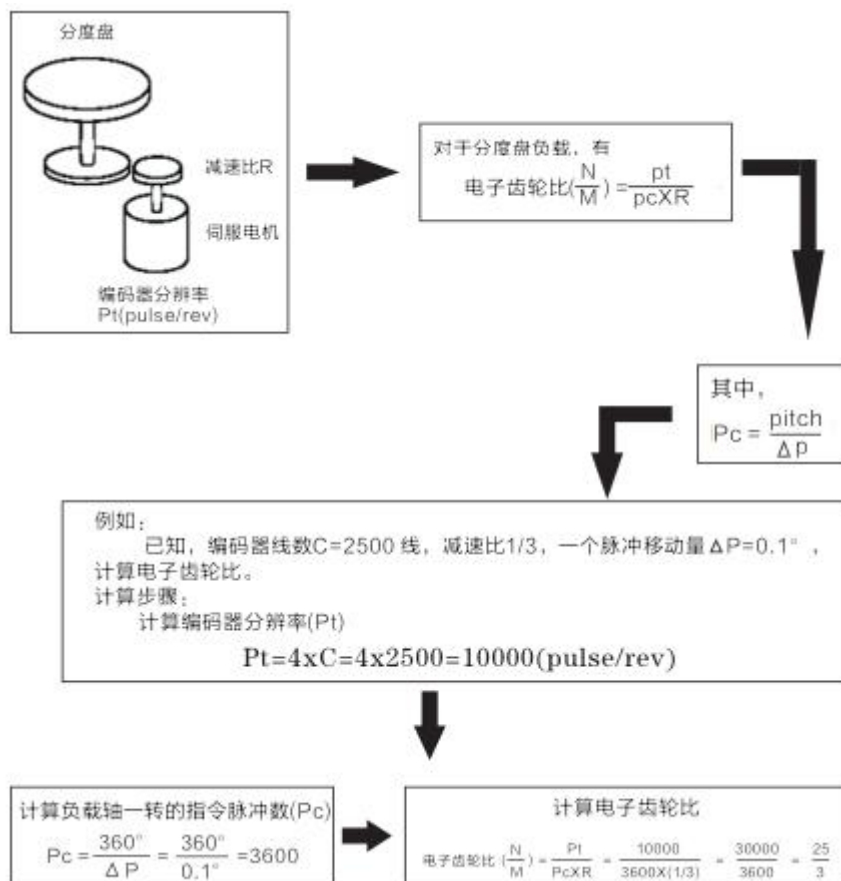 分度盘
减速比R
伺服电机
编码器分辨率
Pt(pulse/rev)
对于分度盘负载，有
电子齿轮比(N/M)=pt/pcXR
其中，
Pc = pitch/Δp
例如：
已知，编码器线数C=2500 线，减速比1/3，一个脉冲移动量ΔP=0.1°，
计算电子齿轮比。
计算步骤：
计算编码器分辨率(Pt)
Pt=4xC=4x2500=10000(pulse/rev)
计算负载轴一转的指令脉冲数(Pc)
Pc = 360°/ΔP = 360°/0.1° =3600
计算电子齿轮比
电子齿轮比 (N/M) = Pt/PcXR = 10000/3600X(1/3) = 30000/3600 = 25/3